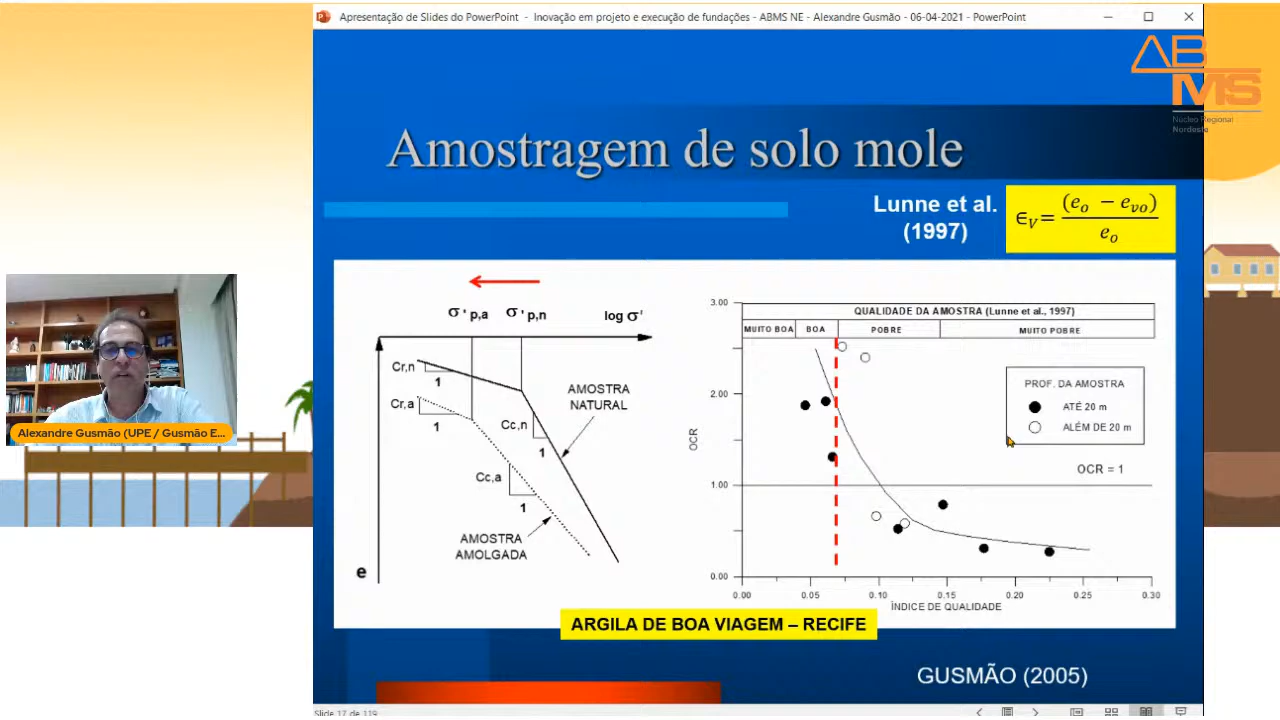 Apresentação de Slides do PowerPoint - Inovação em projeto e execução de fundações - ABMS NE - Alexandre Gusmão - 06-04-2021 - PowerPoint
ABMS
Núcleo Regional
Nordeste
Amostragem de solo mole
Lunne et al.
(1997)
ϵV= (eo − evo) / eo
σ'p,a
σ'p,n
log σ'
Cr,n
1
Cr,a
1
AMOSTRA
NATURAL
Cc,n
1
Cc,a
1
AMOSTRA
AMOLGADA
e
QUALIDADE DA AMOSTRA (Lunne et al., 1997)
MUITO BOA
BOA
POBRE
MUITO POBRE
3.00
2.00
1.00
0.00
OCR
PROF. DA AMOSTRA
ATÉ 20 m
ALÉM DE 20 m
OCR = 1
0.00 0.05 0.10 0.15 0.20 0.25 0.30
ÌNDICE DE QUALIDADE
ARGILA DE BOA VIAGEM – RECIFE
GUSMÃO (2005)
Alexandre Gusmão (UPE / Gusmão E...
Slide 17 de 119